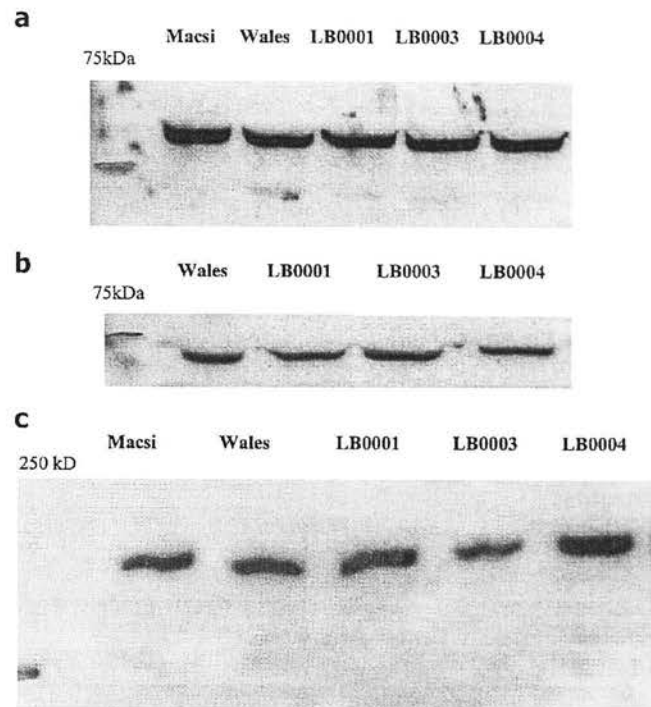 a
Macsi Wales LB0001 LB0003 LB0004
75kDa
b
Wales LB0001 LB0003 LB0004
75kDa
c
Macsi Wales LB0001 LB0003 LB0004
250 kD